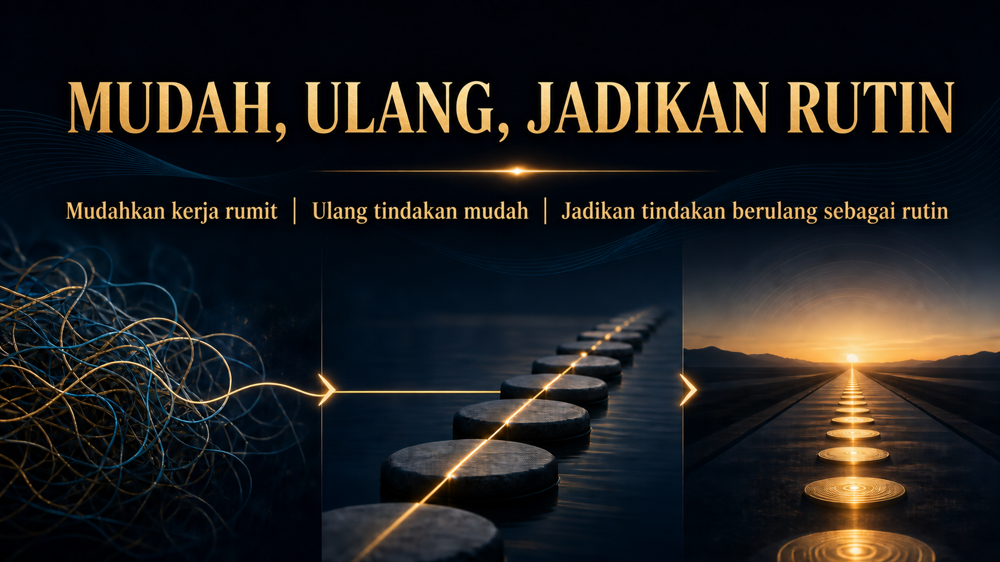 MUDAH, ULANG, JADIKAN RUTIN
Mudahkan kerja rumit | Ulang tindakan mudah | Jadikan tindakan berulang sebagai rutin